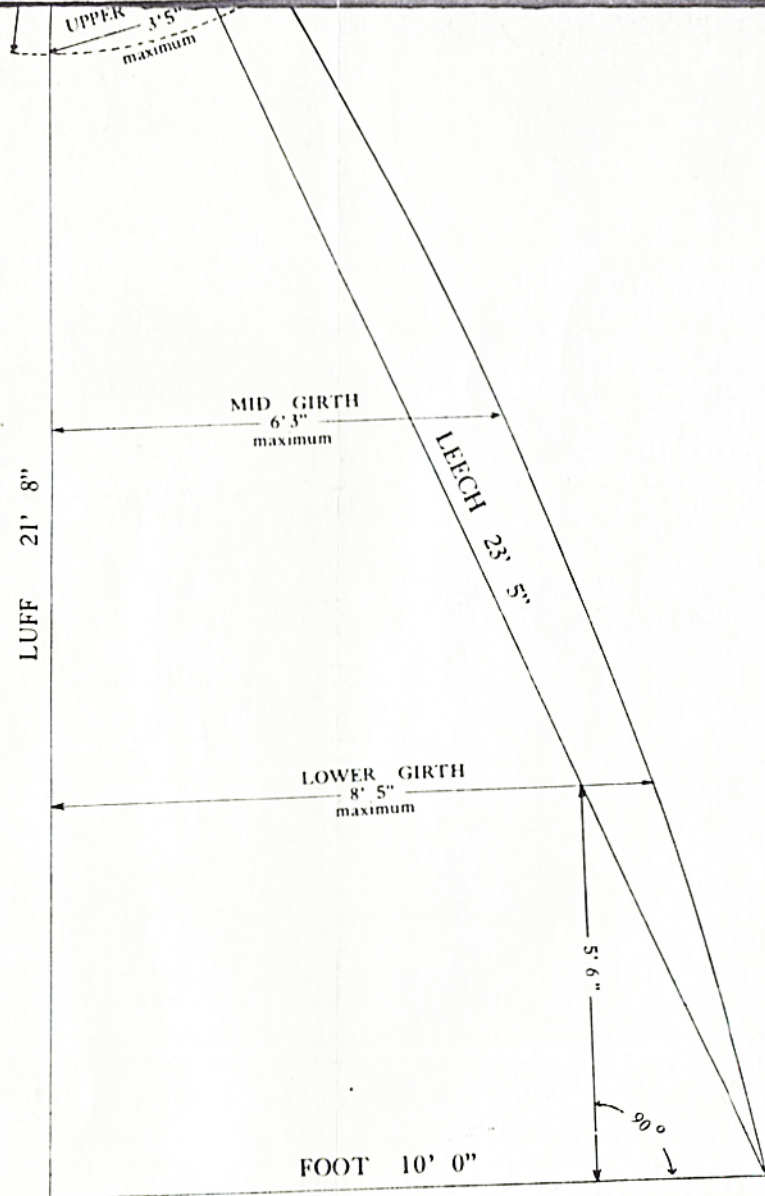 UPPER
3' 5"
maximum
MID GIRTH
6' 3"
maximum
LEECH 23' 5"
LUFF 21' 8"
LOWER GIRTH
8' 5"
maximum
5' 6"
90°
FOOT 10' 0"